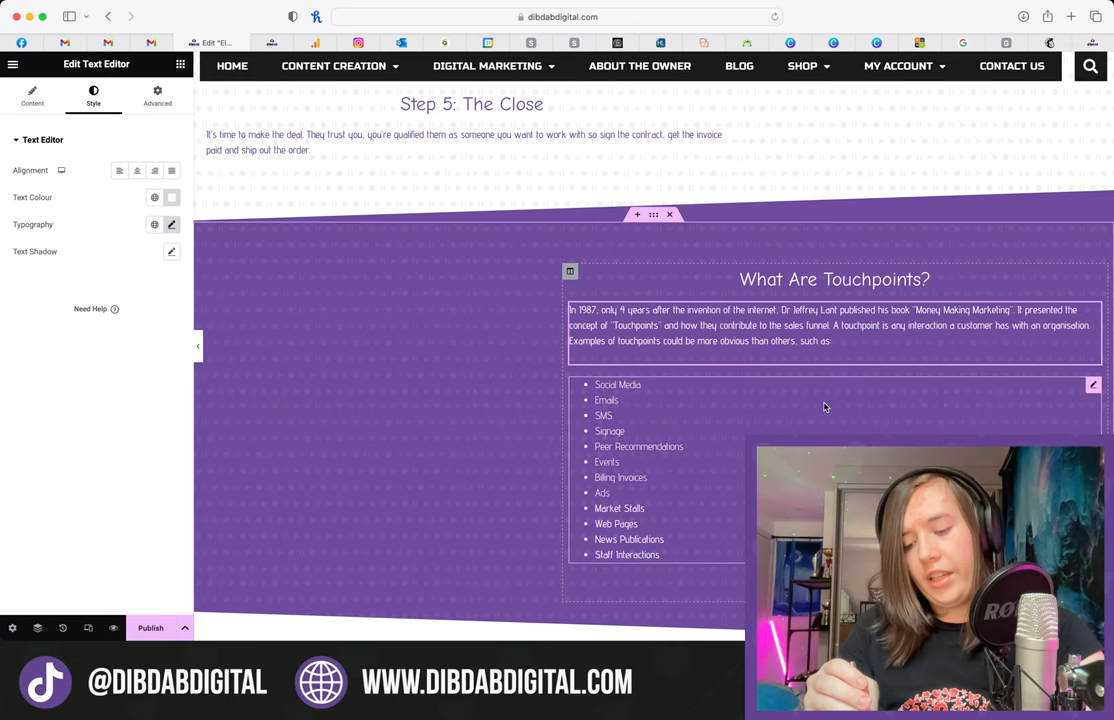 dibdabdigital.com
Edit "El...
Edit Text Editor
HOME
CONTENT CREATION
DIGITAL MARKETING
ABOUT THE OWNER
BLOG
SHOP
MY ACCOUNT
CONTACT US
Content
Style
Advanced
Text Editor
Alignment
Text Colour
Typography
Text Shadow
Need Help
Publish
Step 5: The Close
It's time to make the deal. They trust you, you're qualified them as someone you want to work with so sign the contract, get the invoice
paid and ship out the order.
What Are Touchpoints?
In 1987, only 4 years after the invention of the internet, Dr Jeffrey Lant published his book "Money Making Marketing". It presented the
concept of "Touchpoints" and how they contribute to the sales funnel. A touchpoint is any interaction a customer has with an organisation.
Examples of touchpoints could be more obvious than others, such as:
Social Media
Emails
SMS
Signage
Peer Recommendations
Events
Billing Invoices
Ads
Market Stalls
Web Pages
News Publications
Staff Interactions
@DIBDABDIGITAL
WWW.DIBDABDIGITAL.COM